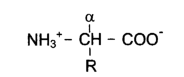 α
NH₃⁺ – CH – COO⁻
R